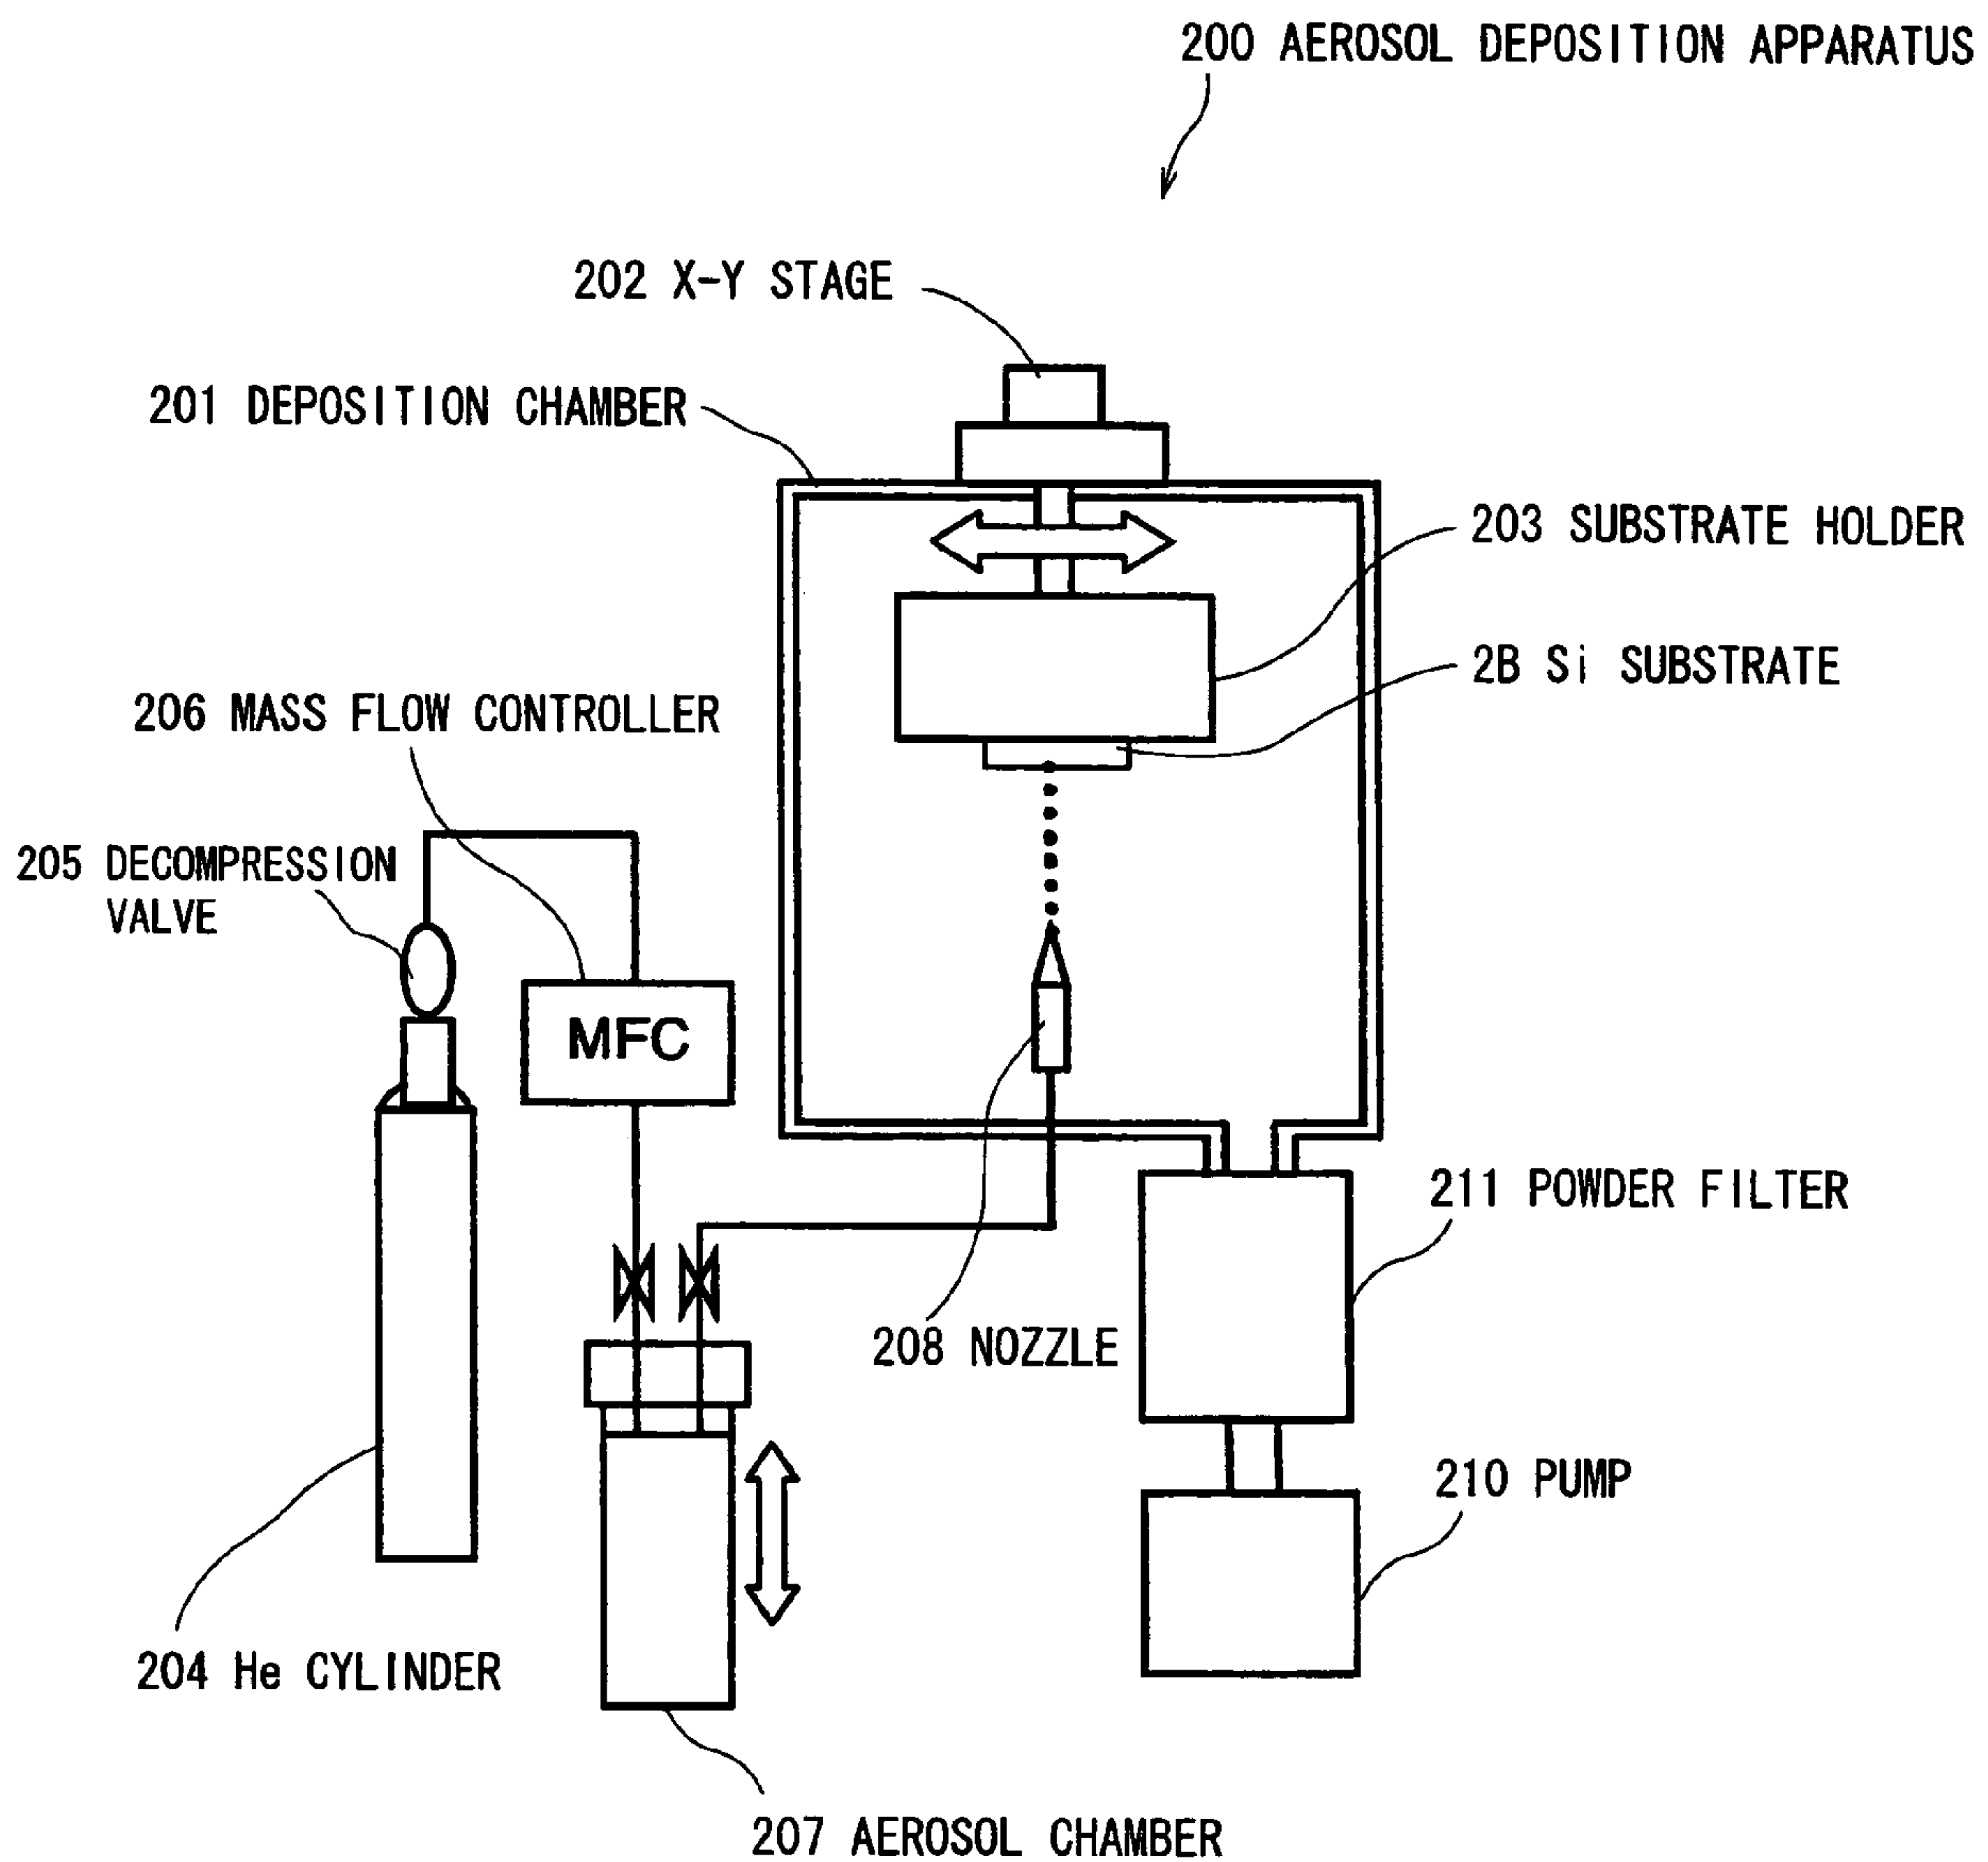 200 AEROSOL DEPOSITION APPARATUS
202 X-Y STAGE
201 DEPOSITION CHAMBER
203 SUBSTRATE HOLDER
2B Si SUBSTRATE
206 MASS FLOW CONTROLLER
205 DECOMPRESSION
VALVE
MFC
211 POWDER FILTER
208 NOZZLE
210 PUMP
204 He CYLINDER
207 AEROSOL CHAMBER